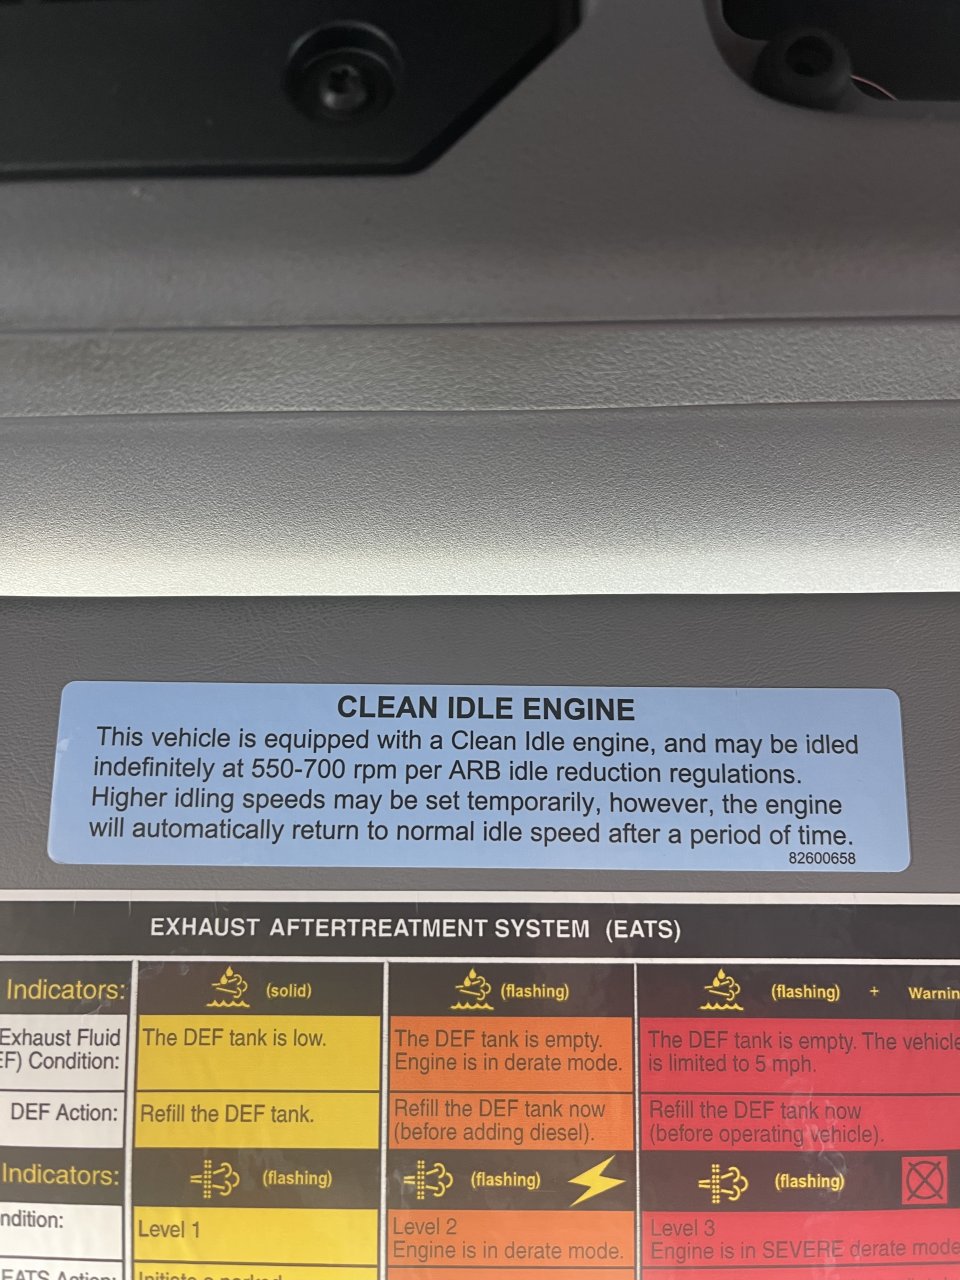 CLEAN IDLE ENGINE
This vehicle is equipped with a Clean Idle engine, and may be idled
indefinitely at 550-700 rpm per ARB idle reduction regulations.
Higher idling speeds may be set temporarily, however, the engine
will automatically return to normal idle speed after a period of time.
82600658
EXHAUST AFTERTREATMENT SYSTEM (EATS)
Indicators: (solid) (flashing) (flashing) + Warnin
Exhaust Fluid
EF) Condition:
The DEF tank is low.
The DEF tank is empty.
Engine is in derate mode.
The DEF tank is empty. The vehicle
is limited to 5 mph.
DEF Action:
Refill the DEF tank.
Refill the DEF tank now
(before adding diesel).
Refill the DEF tank now
(before operating vehicle).
Indicators: (flashing) (flashing) (flashing)
ndition:
Level 1
Level 2
Engine is in derate mode.
Level 3
Engine is in SEVERE derate mode
EATS Action:
Initiate a parked